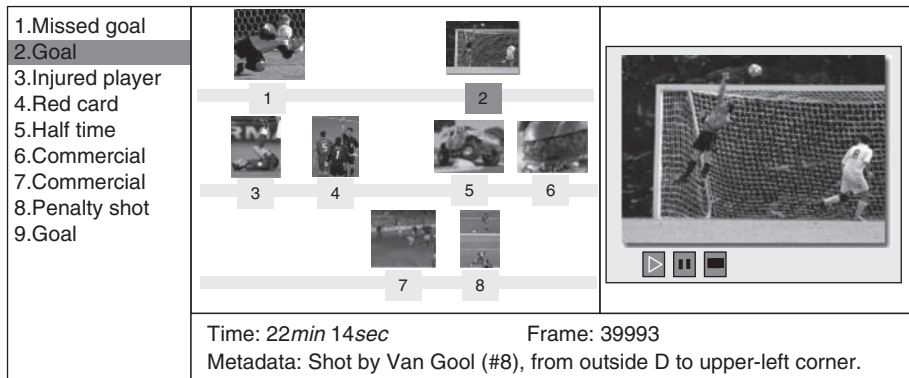 1.Missed goal
2.Goal
3.Injured player
4.Red card
5.Half time
6.Commercial
7.Commercial
8.Penalty shot
9.Goal
1
2
3
4
5
6
7
8
Time: 22min 14sec
Frame: 39993
Metadata: Shot by Van Gool (#8), from outside D to upper-left corner.